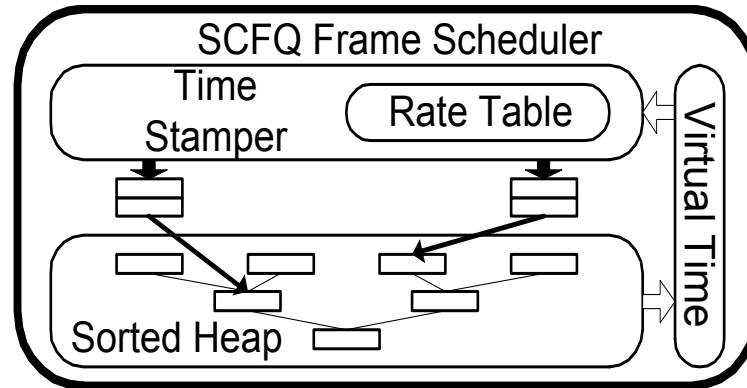 SCFQ Frame Scheduler
Time
Stamper
Rate Table
Virtual Time
Sorted Heap